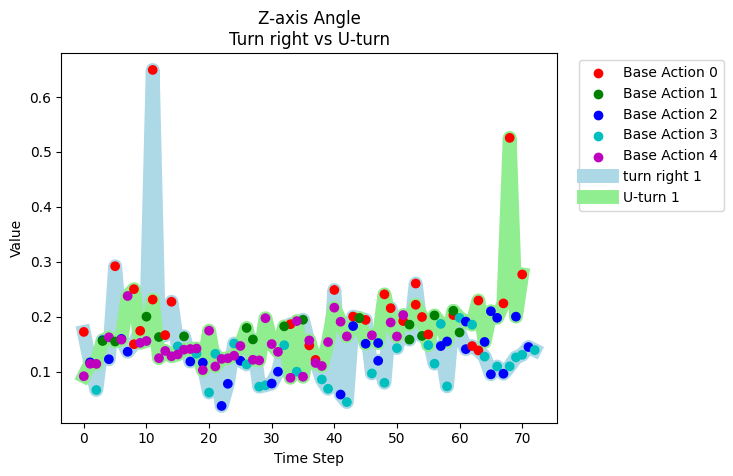 Z-axis Angle
Turn right vs U-turn
Value
0.6
0.5
0.4
0.3
0.2
0.1
0 10 20 30 40 50 60 70
Time Step
Base Action 0
Base Action 1
Base Action 2
Base Action 3
Base Action 4
turn right 1
U-turn 1